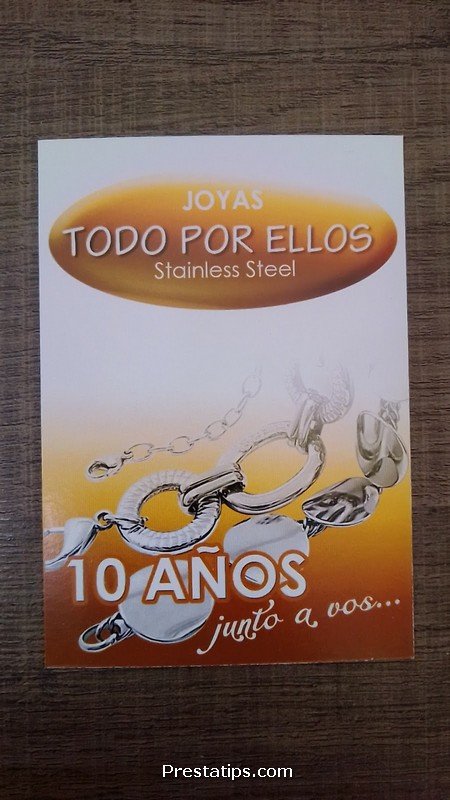 JOYAS
TODO POR ELLOS
Stainless Steel
10 AÑOS
junto a vos...
Prestatips.com